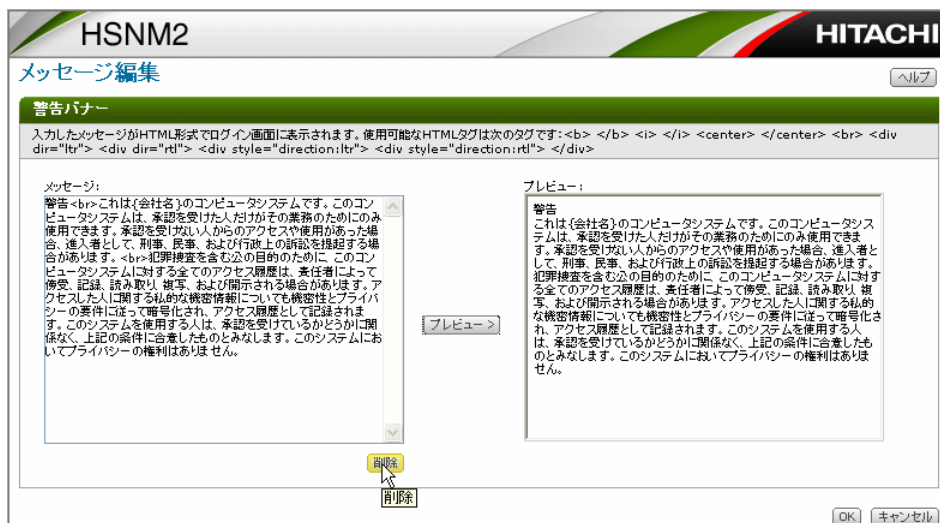 HSNM2
HITACHI
メッセージ編集
ヘルプ
警告バナー
入力したメッセージがHTML形式でログイン画面に表示されます。使用可能なHTMLタグは次のタグです:<b> </b> <i> </i> <center> </center> <br> <div
dir="ltr"> <div dir="rtl"> <div style="direction:ltr"> <div style="direction:rtl"> </div>
メッセージ:
警告<br>これは{会社名}のコンピュータシステムです。このコン
ピュータシステムは、承認を受けた人だけがその業務のためにのみ
使用できます。承認を受けない人からのアクセスや使用があった場
合、進入者として、刑事、民事、および行政上の訴訟を提起する場
合があります。<br>犯罪捜査を含む公の目的のために、このコン
ピュータシステムに対する全てのアクセス履歴は、責任者によって
傍受、記録、読み取り、複写、および開示される場合があります。ア
クセスした人に関する私的な機密情報についても機密性とプライバ
シーの要件に従って暗号化され、アクセス履歴として記録されま
す。このシステムを使用する人は、承認を受けているかどうかに関
係なく、上記の条件に合意したものとみなします。このシステムにお
いてプライバシーの権利はありません。
プレビュー >
プレビュー:
警告
これは{会社名}のコンピュータシステムです。このコンピュータシス
テムは、承認を受けた人だけがその業務のためにのみ使用できま
す。承認を受けない人からのアクセスや使用があった場合、進入者と
して、刑事、民事、および行政上の訴訟を提起する場合があります。
犯罪捜査を含む公の目的のために、このコンピュータシステムに対す
る全てのアクセス履歴は、責任者によって傍受、記録、読み取り、複
写、および開示される場合があります。アクセスした人に関する私的
な機密情報についても機密性とプライバシーの要件に従って暗号化さ
れ、アクセス履歴として記録されます。このシステムを使用する人
は、承認を受けているかどうかに関係なく、上記の条件に合意したも
のとみなします。このシステムにおいてプライバシーの権利はありま
せん。
削除
削除
OK
キャンセル